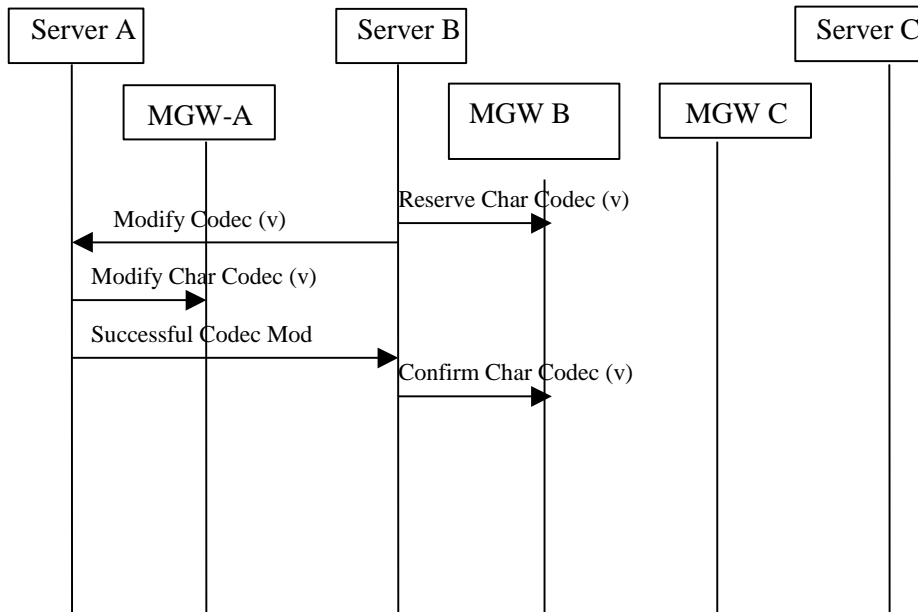 Server A
Server B
Server C
MGW-A
MGW B
MGW C
Reserve Char Codec (v)
Modify Codec (v)
Modify Char Codec (v)
Successful Codec Mod
Confirm Char Codec (v)